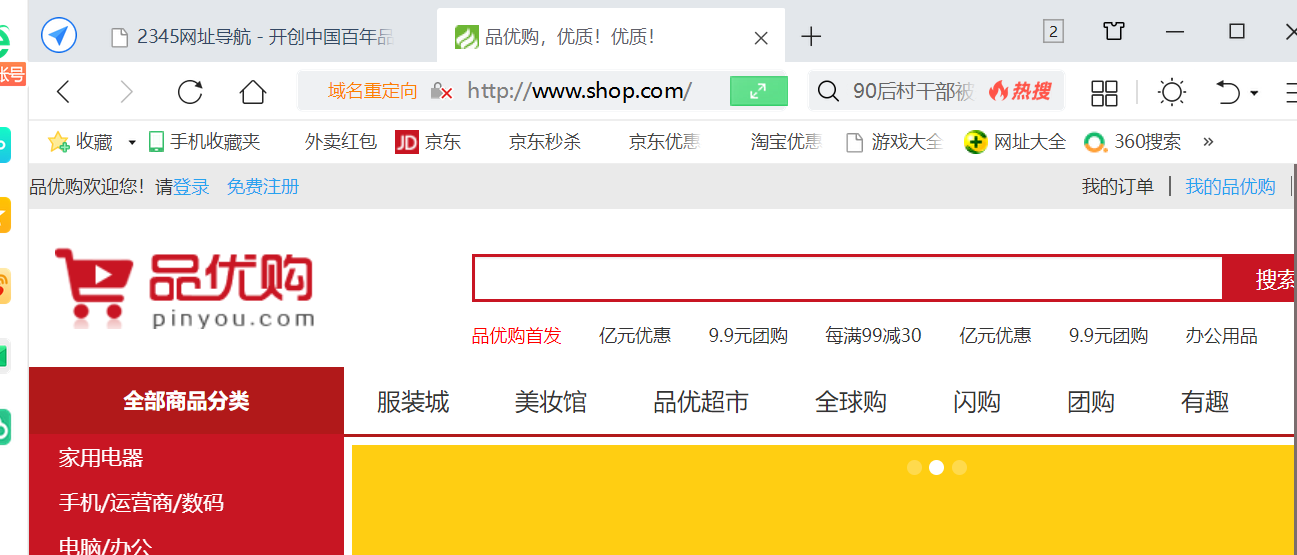 2345网址导航 - 开创中国百年品
品优购，优质！优质！
2
帐号
域名重定向 http://www.shop.com/
90后村干部被 热搜
收藏 手机收藏夹 外卖红包 JD 京东 京东秒杀 京东优惠 淘宝优惠 游戏大全 网址大全 360搜索 »
品优购欢迎您！请登录 免费注册
我的订单 | 我的品优购 |
品优购
pinyou.com
搜索
品优购首发 亿元优惠 9.9元团购 每满99减30 亿元优惠 9.9元团购 办公用品
全部商品分类 服装城 美妆馆 品优超市 全球购 闪购 团购 有趣
家用电器
手机/运营商/数码
电脑/办公